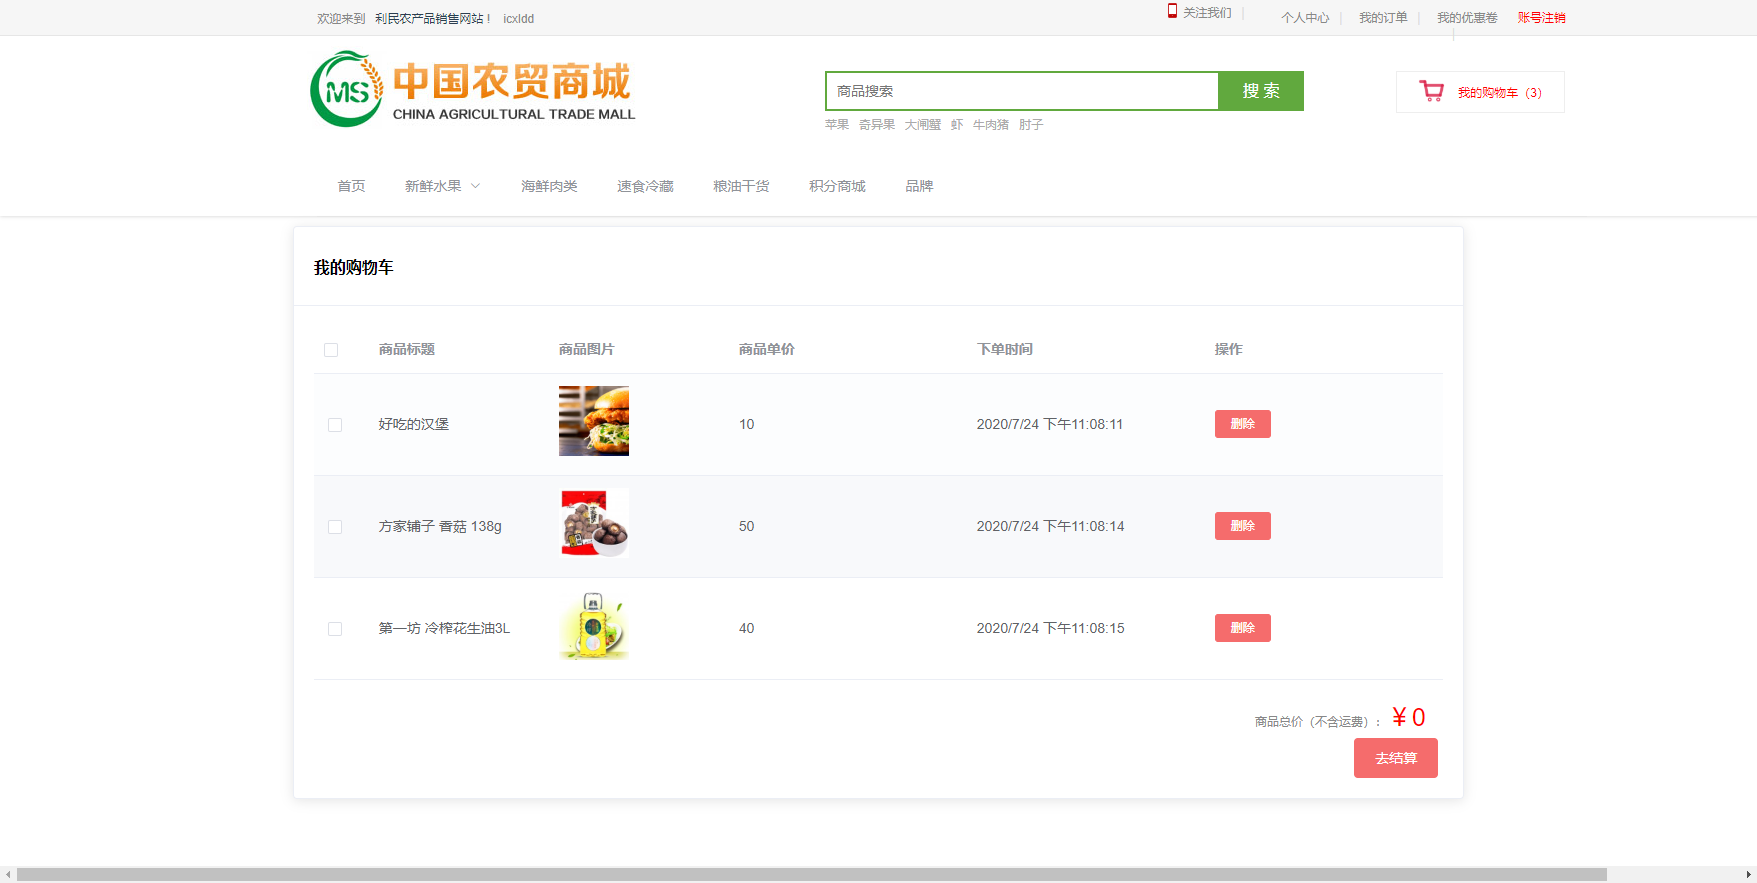 欢迎来到 利民农产品销售网站！ icxldd
关注我们 个人中心 我的订单 我的优惠卷 账号注销
MS 中国农贸商城
CHINA AGRICULTURAL TRADE MALL
商品搜索 搜 索
我的购物车（3）
苹果 奇异果 大闸蟹 虾 牛肉猪 肘子
首页 新鲜水果 海鲜肉类 速食冷藏 粮油干货 积分商城 品牌
我的购物车
商品标题 商品图片 商品单价 下单时间 操作
好吃的汉堡 10 2020/7/24 下午11:08:11 删除
方家铺子 香菇 138g 50 2020/7/24 下午11:08:14 删除
第一坊 冷榨花生油3L 40 2020/7/24 下午11:08:15 删除
商品总价（不含运费）： ¥ 0
去结算